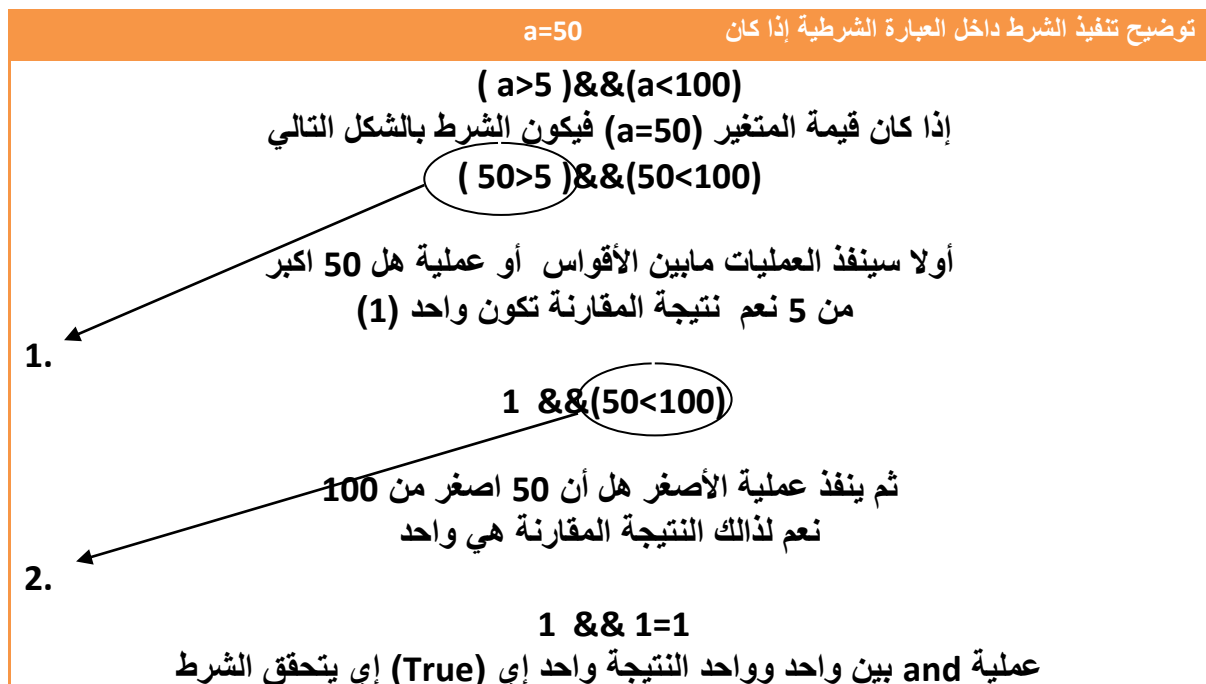 توضيح تنفيذ الشرط داخل العبارة الشرطية إذا كان a=50
( a>5 )&&(a<100)
إذا كان قيمة المتغير (a=50) فيكون الشرط بالشكل التالي
( 50>5 )&&(50<100)
أولا سينفذ العمليات مابين الأقواس أو عملية هل 50 اكبر
من 5 نعم نتيجة المقارنة تكون واحد (1)
1.
1 &&(50<100)
ثم ينفذ عملية الأصغر هل أن 50 اصغر من 100
نعم لذالك النتيجة المقارنة هي واحد
2.
1 && 1=1
عملية and بين واحد وواحد النتيجة واحد إي (True) إي يتحقق الشرط